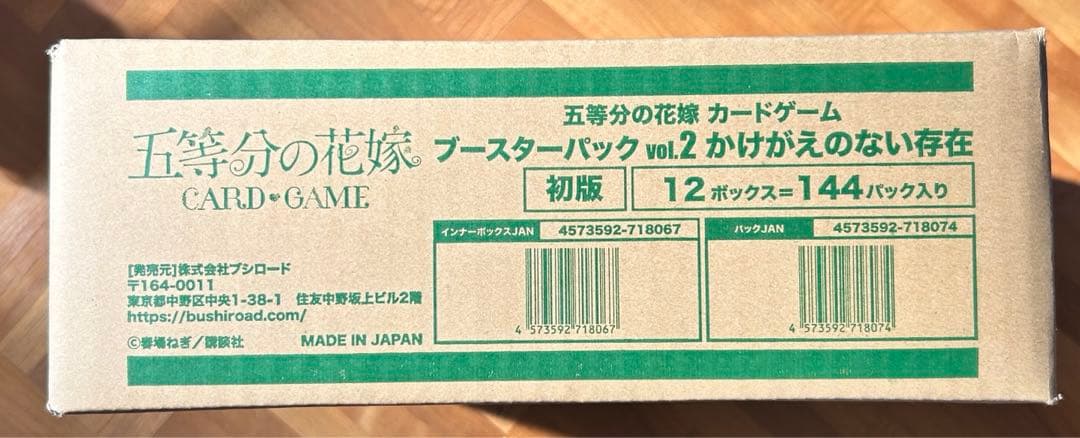 五等分の花嫁
CARD GAME
五等分の花嫁 カードゲーム
ブースターパック vol.2 かけがえのない存在
初版
12ボックス=144パック入り
インナーボックスJAN 4573592-718067
4 573592 718067
パックJAN 4573592-718074
4 573592 718074
[発売元]株式会社ブシロード
〒164-0011
東京都中野区中央1-38-1 住友中野坂上ビル2階
https://bushiroad.com/
©春場ねぎ/講談社
MADE IN JAPAN